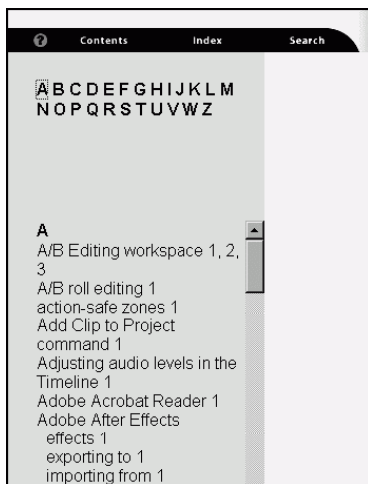 ? Contents Index Search
A B C D E F G H I J K L M
N O P Q R S T U V W Z
A
A/B Editing workspace 1, 2,
3
A/B roll editing 1
action-safe zones 1
Add Clip to Project
command 1
Adjusting audio levels in the
Timeline 1
Adobe Acrobat Reader 1
Adobe After Effects
effects 1
exporting to 1
importing from 1